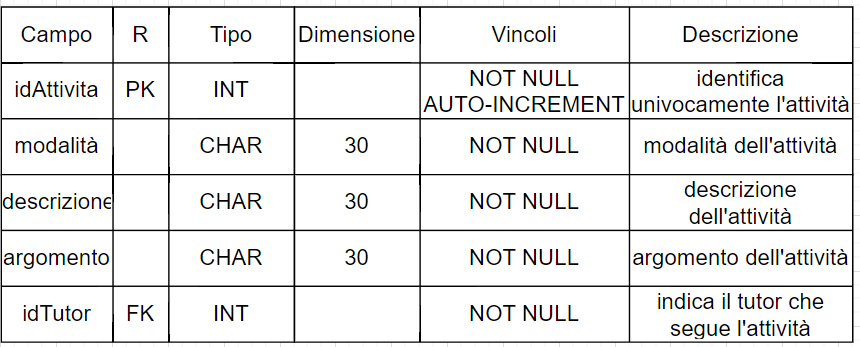 Campo R Tipo Dimensione Vincoli Descrizione
idAttivita PK INT NOT NULL AUTO-INCREMENT identifica univocamente l'attività
modalità CHAR 30 NOT NULL modalità dell'attività
descrizione CHAR 30 NOT NULL descrizione dell'attività
argomento CHAR 30 NOT NULL argomento dell'attività
idTutor FK INT NOT NULL indica il tutor che segue l'attività